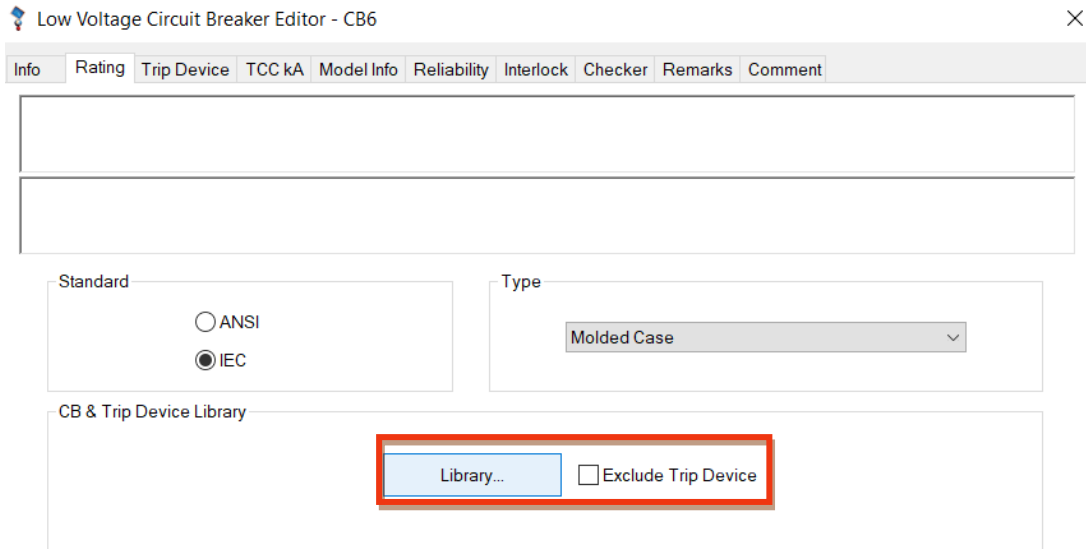 Low Voltage Circuit Breaker Editor - CB6
Info Rating Trip Device TCC kA Model Info Reliability Interlock Checker Remarks Comment
Standard
ANSI
IEC
Type
Molded Case
CB & Trip Device Library
Library... Exclude Trip Device